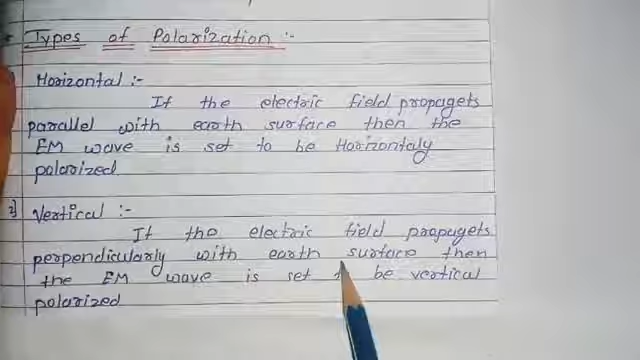 Types of Polarization :-
Horizontal :-
If the electric field propagets
parallel with earth surface then the
EM wave is set to be Horizontaly
polarized
2) Vertical :-
If the electric field propagets
perpendicularly with earth surface then
the EM wave is set to be vertical
polarized